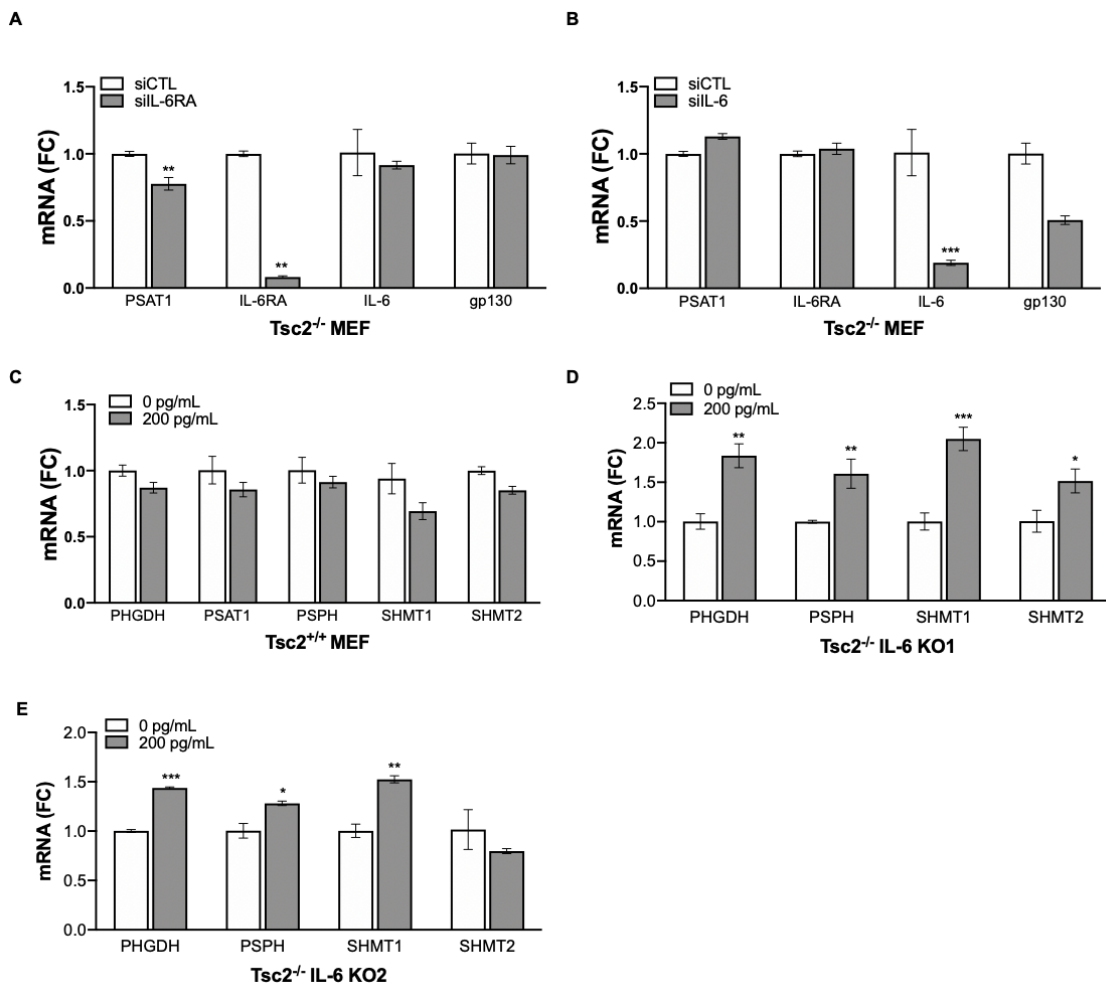 A
siCTL
siIL-6RA
mRNA (FC)
1.5
1.0
0.5
0.0
**
**
PSAT1 IL-6RA IL-6 gp130
Tsc2-/- MEF
B
siCTL
siIL-6
mRNA (FC)
1.5
1.0
0.5
0.0
***
PSAT1 IL-6RA IL-6 gp130
Tsc2-/- MEF
C
0 pg/mL
200 pg/mL
mRNA (FC)
1.5
1.0
0.5
0.0
PHGDH PSAT1 PSPH SHMT1 SHMT2
Tsc2+/+ MEF
D
0 pg/mL
200 pg/mL
mRNA (FC)
2.5
2.0
1.5
1.0
0.5
0.0
** ** *** *
PHGDH PSPH SHMT1 SHMT2
Tsc2-/- IL-6 KO1
E
0 pg/mL
200 pg/mL
mRNA (FC)
2.0
1.5
1.0
0.5
0.0
*** * **
PHGDH PSPH SHMT1 SHMT2
Tsc2-/- IL-6 KO2